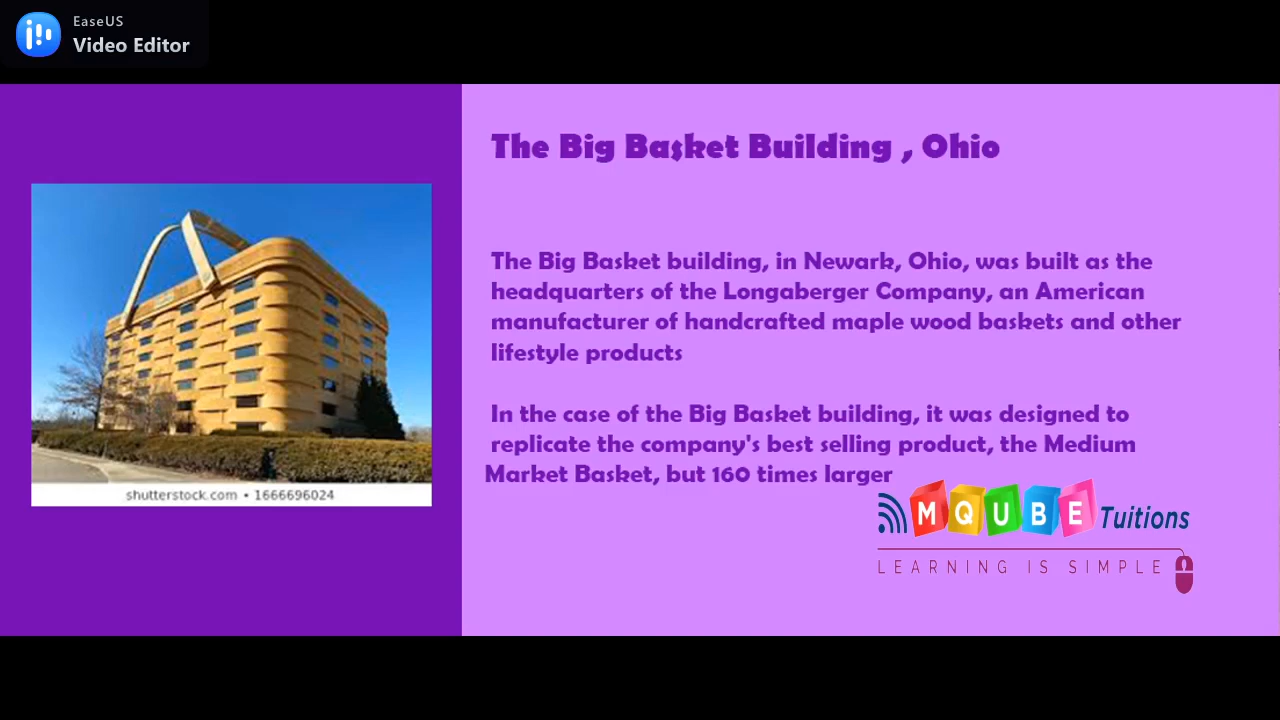 EaseUS
Video Editor
The Big Basket Building , Ohio
The Big Basket building, in Newark, Ohio, was built as the
headquarters of the Longaberger Company, an American
manufacturer of handcrafted maple wood baskets and other
lifestyle products
In the case of the Big Basket building, it was designed to
replicate the company's best selling product, the Medium
Market Basket, but 160 times larger
shutterstock.com • 1666696024
MQUBE Tuitions
LEARNING IS SIMPLE